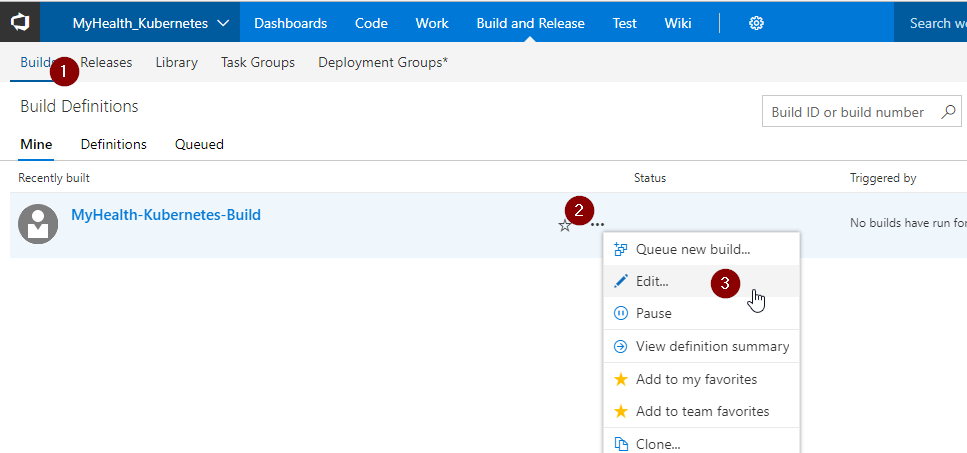 MyHealth_Kubernetes Dashboards Code Work Build and Release Test Wiki Search
Builds 1 Releases Library Task Groups Deployment Groups*
Build Definitions
Build ID or build number
Mine Definitions Queued
Recently built Status Triggered by
MyHealth-Kubernetes-Build 2
No builds have run for
Queue new build...
Edit... 3
Pause
View definition summary
Add to my favorites
Add to team favorites
Clone...